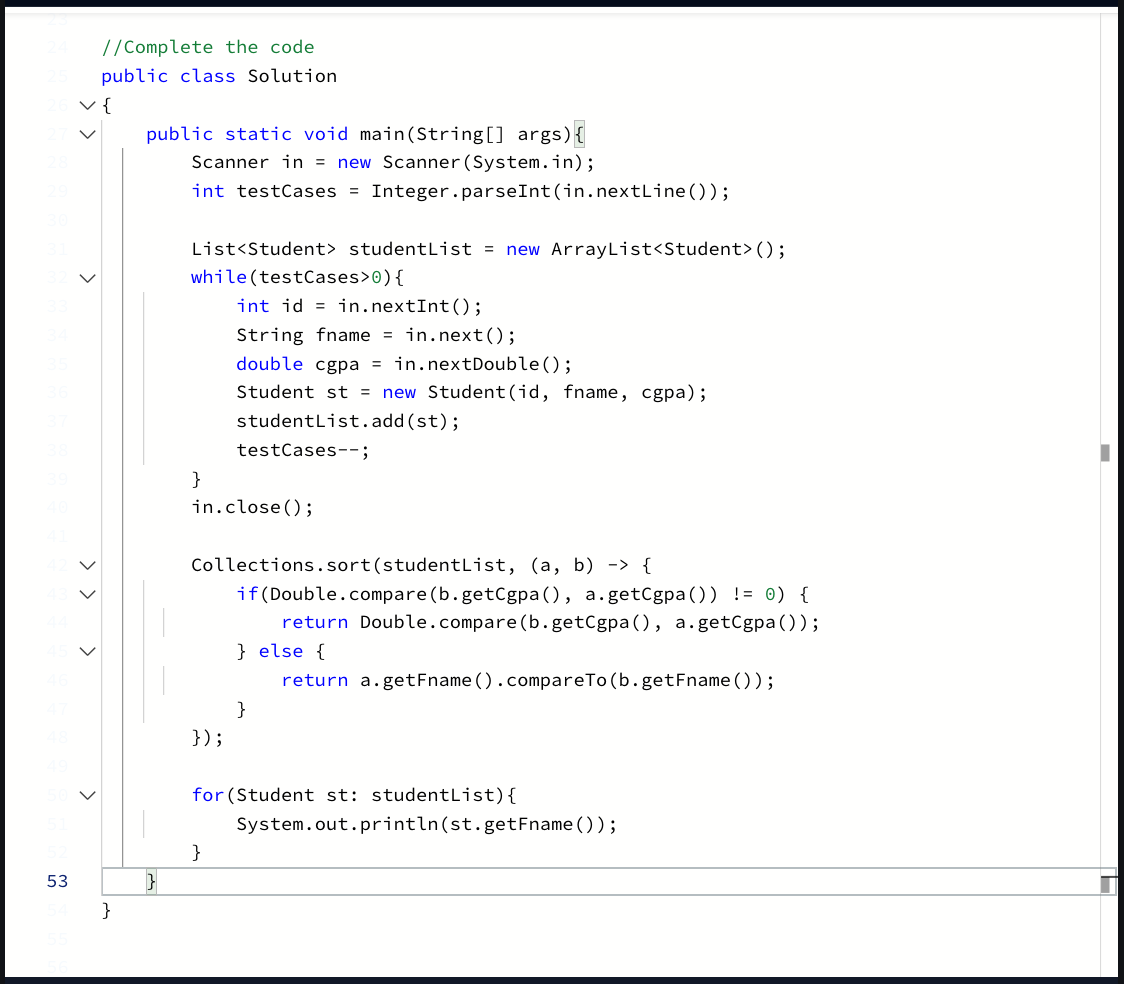 23
24 //Complete the code
25 public class Solution
26 {
27     public static void main(String[] args){
28         Scanner in = new Scanner(System.in);
29         int testCases = Integer.parseInt(in.nextLine());
30
31         List<Student> studentList = new ArrayList<Student>();
32         while(testCases>0){
33             int id = in.nextInt();
34             String fname = in.next();
35             double cgpa = in.nextDouble();
36             Student st = new Student(id, fname, cgpa);
37             studentList.add(st);
38             testCases--;
39         }
40         in.close();
41
42         Collections.sort(studentList, (a, b) -> {
43             if(Double.compare(b.getCgpa(), a.getCgpa()) != 0) {
44                 return Double.compare(b.getCgpa(), a.getCgpa());
45             } else {
46                 return a.getFname().compareTo(b.getFname());
47             }
48         });
49
50         for(Student st: studentList){
51             System.out.println(st.getFname());
52         }
53     }
54 }
55
56